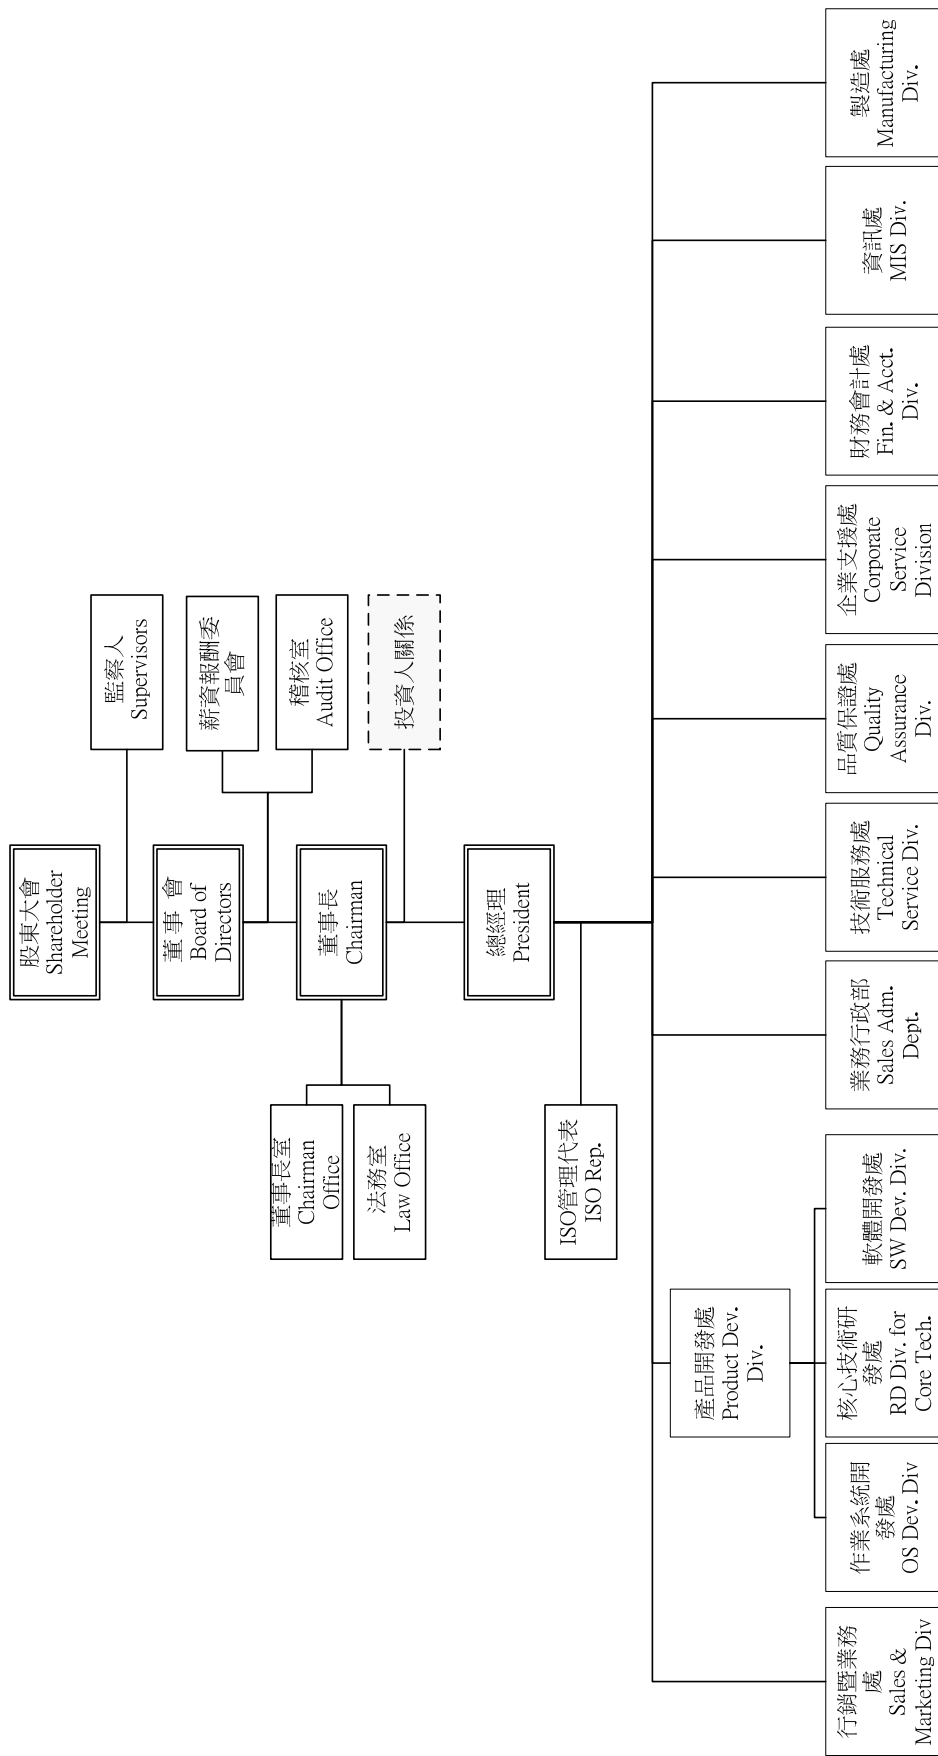 股東大會
Shareholder
Meeting
監察人
Supervisors
董 事 會
Board of
Directors
薪資報酬委
員會
稽核室
Audit Office
董事長
Chairman
董事長室
Chairman
Office
法務室
Law Office
投資人關係
總經理
President
ISO管理代表
ISO Rep.
行銷暨業務
處
Sales &
Marketing Div
產品開發處
Product Dev.
Div.
作業系統開
發處
OS Dev. Div
核心技術研
發處
RD Div. for
Core Tech.
軟體開發處
SW Dev. Div.
業務行政部
Sales Adm.
Dept.
技術服務處
Technical
Service Div.
品質保證處
Quality
Assurance
Div.
企業支援處
Corporate
Service
Division
財務會計處
Fin. & Acct.
Div.
資訊處
MIS Div.
製造處
Manufacturing
Div.